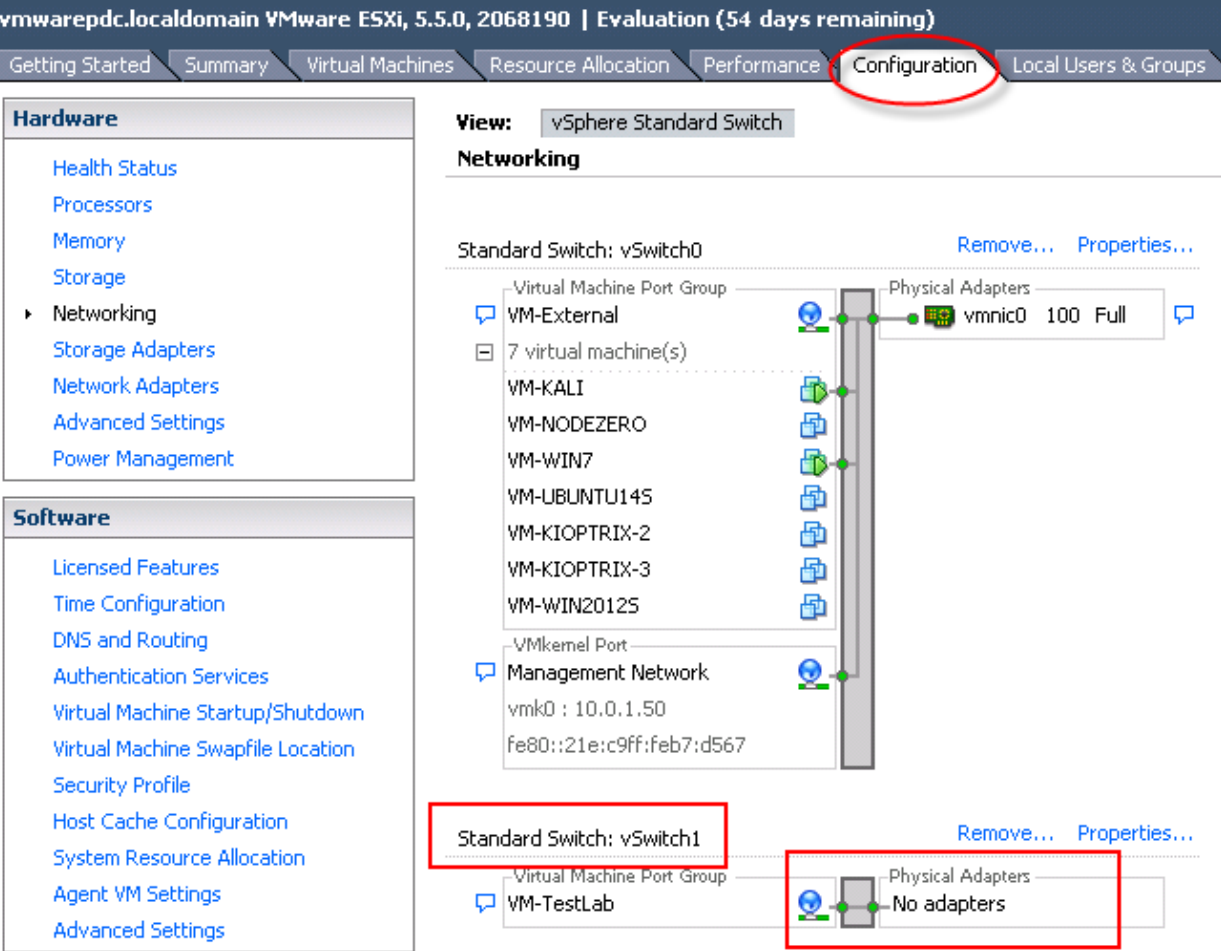 vmwarepdc.localdomain VMware ESXi, 5.5.0, 2068190 | Evaluation (54 days remaining)
Getting Started Summary Virtual Machines Resource Allocation Performance Configuration Local Users & Groups
Hardware
Health Status
Processors
Memory
Storage
Networking
Storage Adapters
Network Adapters
Advanced Settings
Power Management
Software
Licensed Features
Time Configuration
DNS and Routing
Authentication Services
Virtual Machine Startup/Shutdown
Virtual Machine Swapfile Location
Security Profile
Host Cache Configuration
System Resource Allocation
Agent VM Settings
Advanced Settings
View: vSphere Standard Switch
Networking
Standard Switch: vSwitch0 Remove... Properties...
Virtual Machine Port Group Physical Adapters
VM-External vmnic0 100 Full
7 virtual machine(s)
VM-KALI
VM-NODEZERO
VM-WIN7
VM-UBUNTU14S
VM-KIOPTRIX-2
VM-KIOPTRIX-3
VM-WIN2012S
VMkernel Port
Management Network
vmk0 : 10.0.1.50
fe80::21e:c9ff:feb7:d567
Standard Switch: vSwitch1 Remove... Properties...
Virtual Machine Port Group Physical Adapters
VM-TestLab No adapters